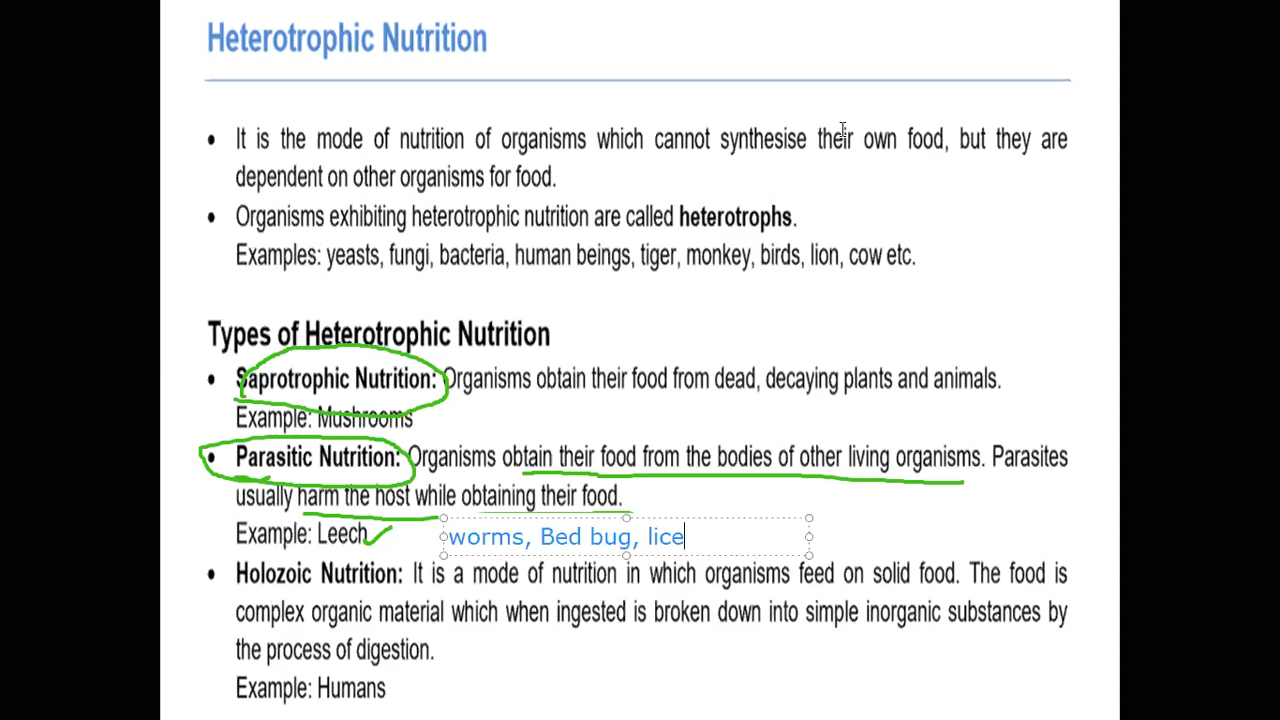 Heterotrophic Nutrition
• It is the mode of nutrition of organisms which cannot synthesise their own food, but they are
dependent on other organisms for food.
• Organisms exhibiting heterotrophic nutrition are called heterotrophs.
Examples: yeasts, fungi, bacteria, human beings, tiger, monkey, birds, lion, cow etc.
Types of Heterotrophic Nutrition
• Saprotrophic Nutrition: Organisms obtain their food from dead, decaying plants and animals.
Example: Mushrooms
• Parasitic Nutrition: Organisms obtain their food from the bodies of other living organisms. Parasites
usually harm the host while obtaining their food.
Example: Leech worms, Bed bug, lice
• Holozoic Nutrition: It is a mode of nutrition in which organisms feed on solid food. The food is
complex organic material which when ingested is broken down into simple inorganic substances by
the process of digestion.
Example: Humans